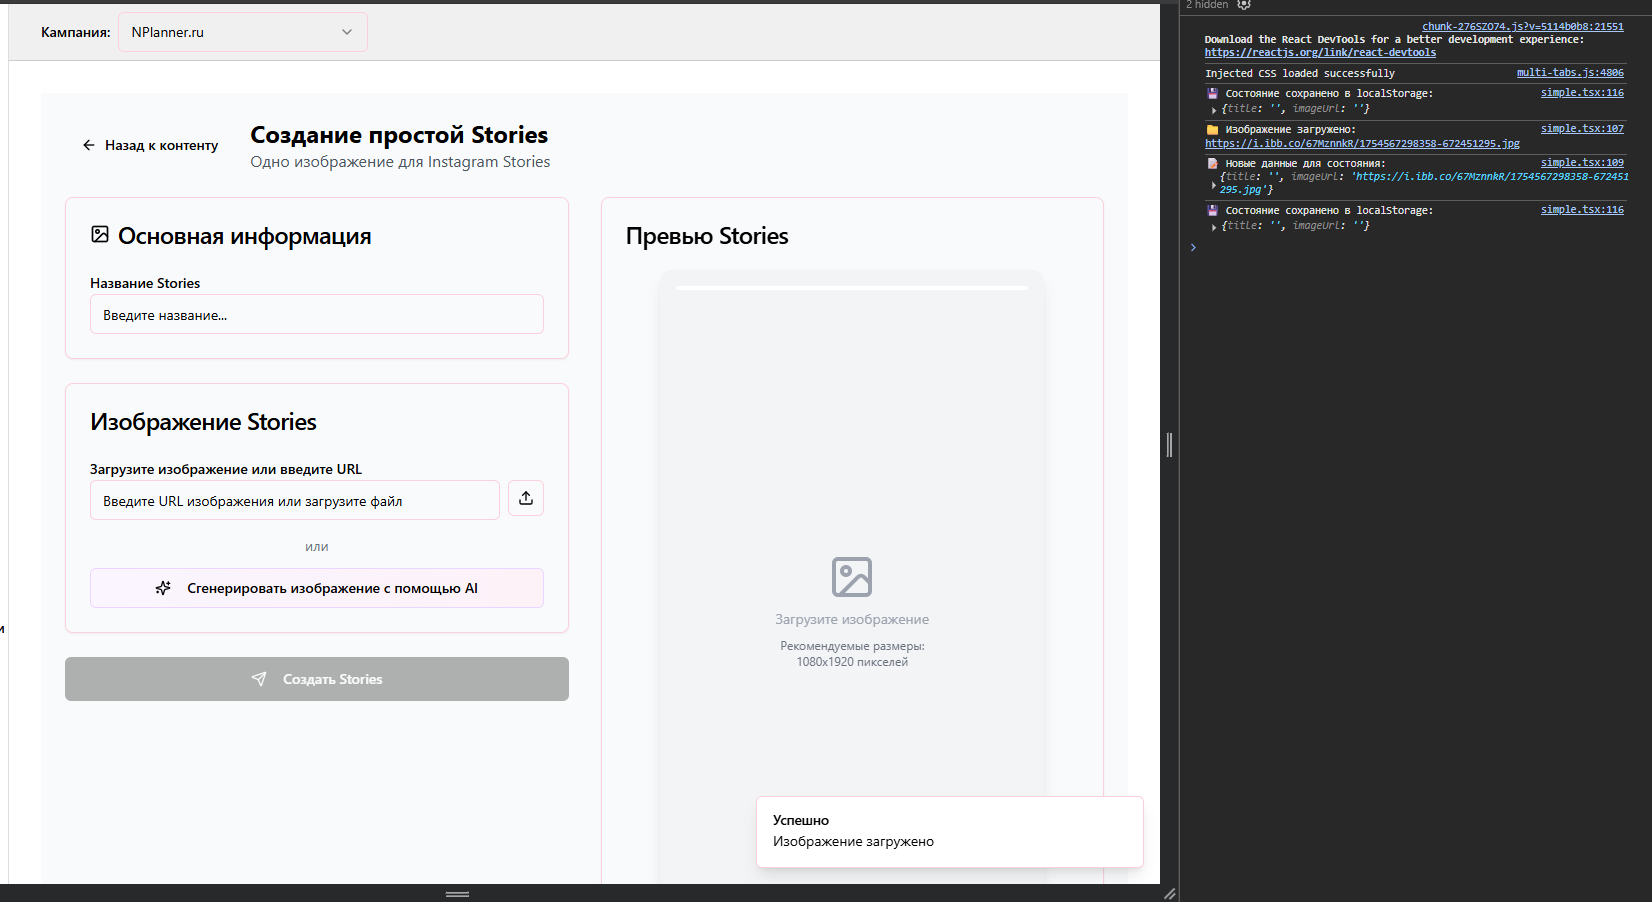 Кампания:
NPlanner.ru
Назад к контенту
Создание простой Stories
Одно изображение для Instagram Stories
Основная информация
Название Stories
Введите название...
Изображение Stories
Загрузите изображение или введите URL
Введите URL изображения или загрузите файл
или
Сгенерировать изображение с помощью AI
Создать Stories
и
Превью Stories
Загрузите изображение
Рекомендуемые размеры:
1080x1920 пикселей
Успешно
Изображение загружено
2 hidden
chunk-276SZO74.js?v=5114b0b8:21551
Download the React DevTools for a better development experience:
https://reactjs.org/link/react-devtools
Injected CSS loaded successfully
multi-tabs.js:4806
Состояние сохранено в localStorage:
simple.tsx:116
{title: '', imageUrl: ''}
Изображение загружено:
simple.tsx:107
https://i.ibb.co/67MznnkR/1754567298358-672451295.jpg
Новые данные для состояния:
simple.tsx:109
{title: '', imageUrl: 'https://i.ibb.co/67MznnkR/1754567298358-672451
295.jpg'}
Состояние сохранено в localStorage:
simple.tsx:116
{title: '', imageUrl: ''}